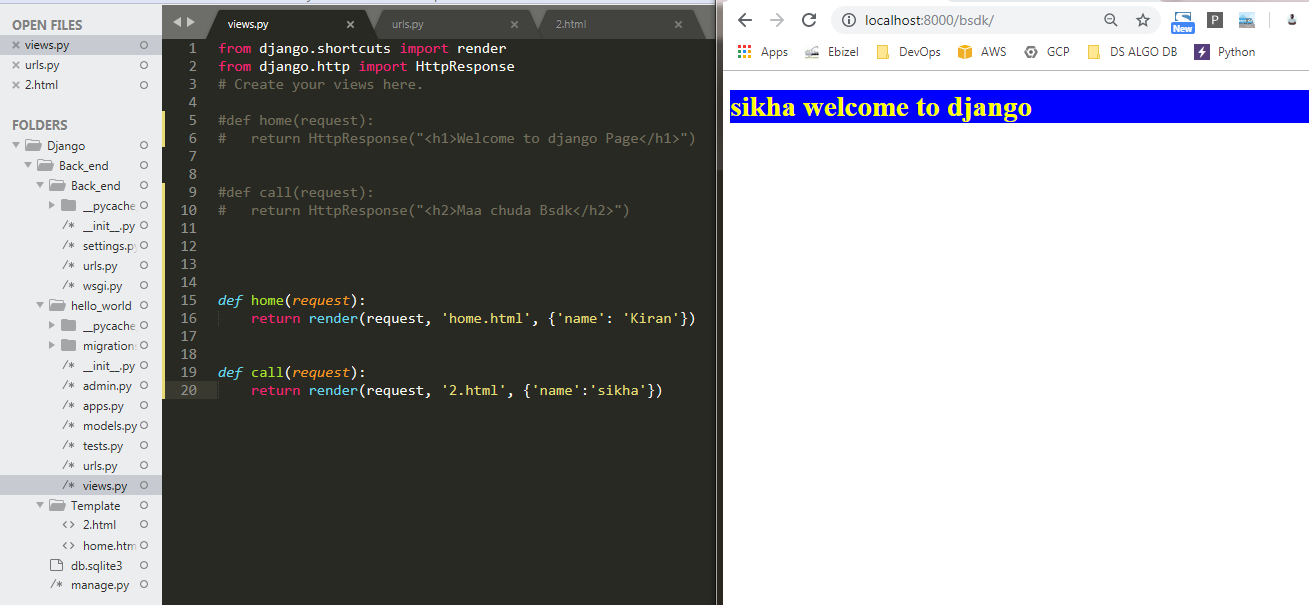 OPEN FILES
views.py
urls.py
2.html
FOLDERS
Django
Back_end
Back_end
__pycache
__init__.py
settings.py
urls.py
wsgi.py
hello_world
__pycache
migration
__init__.py
admin.py
apps.py
models.py
tests.py
urls.py
views.py
Template
2.html
home.htm
db.sqlite3
manage.py
views.py urls.py 2.html
1 from django.shortcuts import render
2 from django.http import HttpResponse
3 # Create your views here.
4
5 #def home(request):
6 #   return HttpResponse("<h1>Welcome to django Page</h1>")
7
8
9 #def call(request):
10 #   return HttpResponse("<h2>Maa chuda Bsdk</h2>")
11
12
13
14
15 def home(request):
16     return render(request, 'home.html', {'name': 'Kiran'})
17
18
19 def call(request):
20     return render(request, '2.html', {'name':'sikha'})
localhost:8000/bsdk/
New
P
Apps Ebizel DevOps AWS GCP DS ALGO DB Python
sikha welcome to django